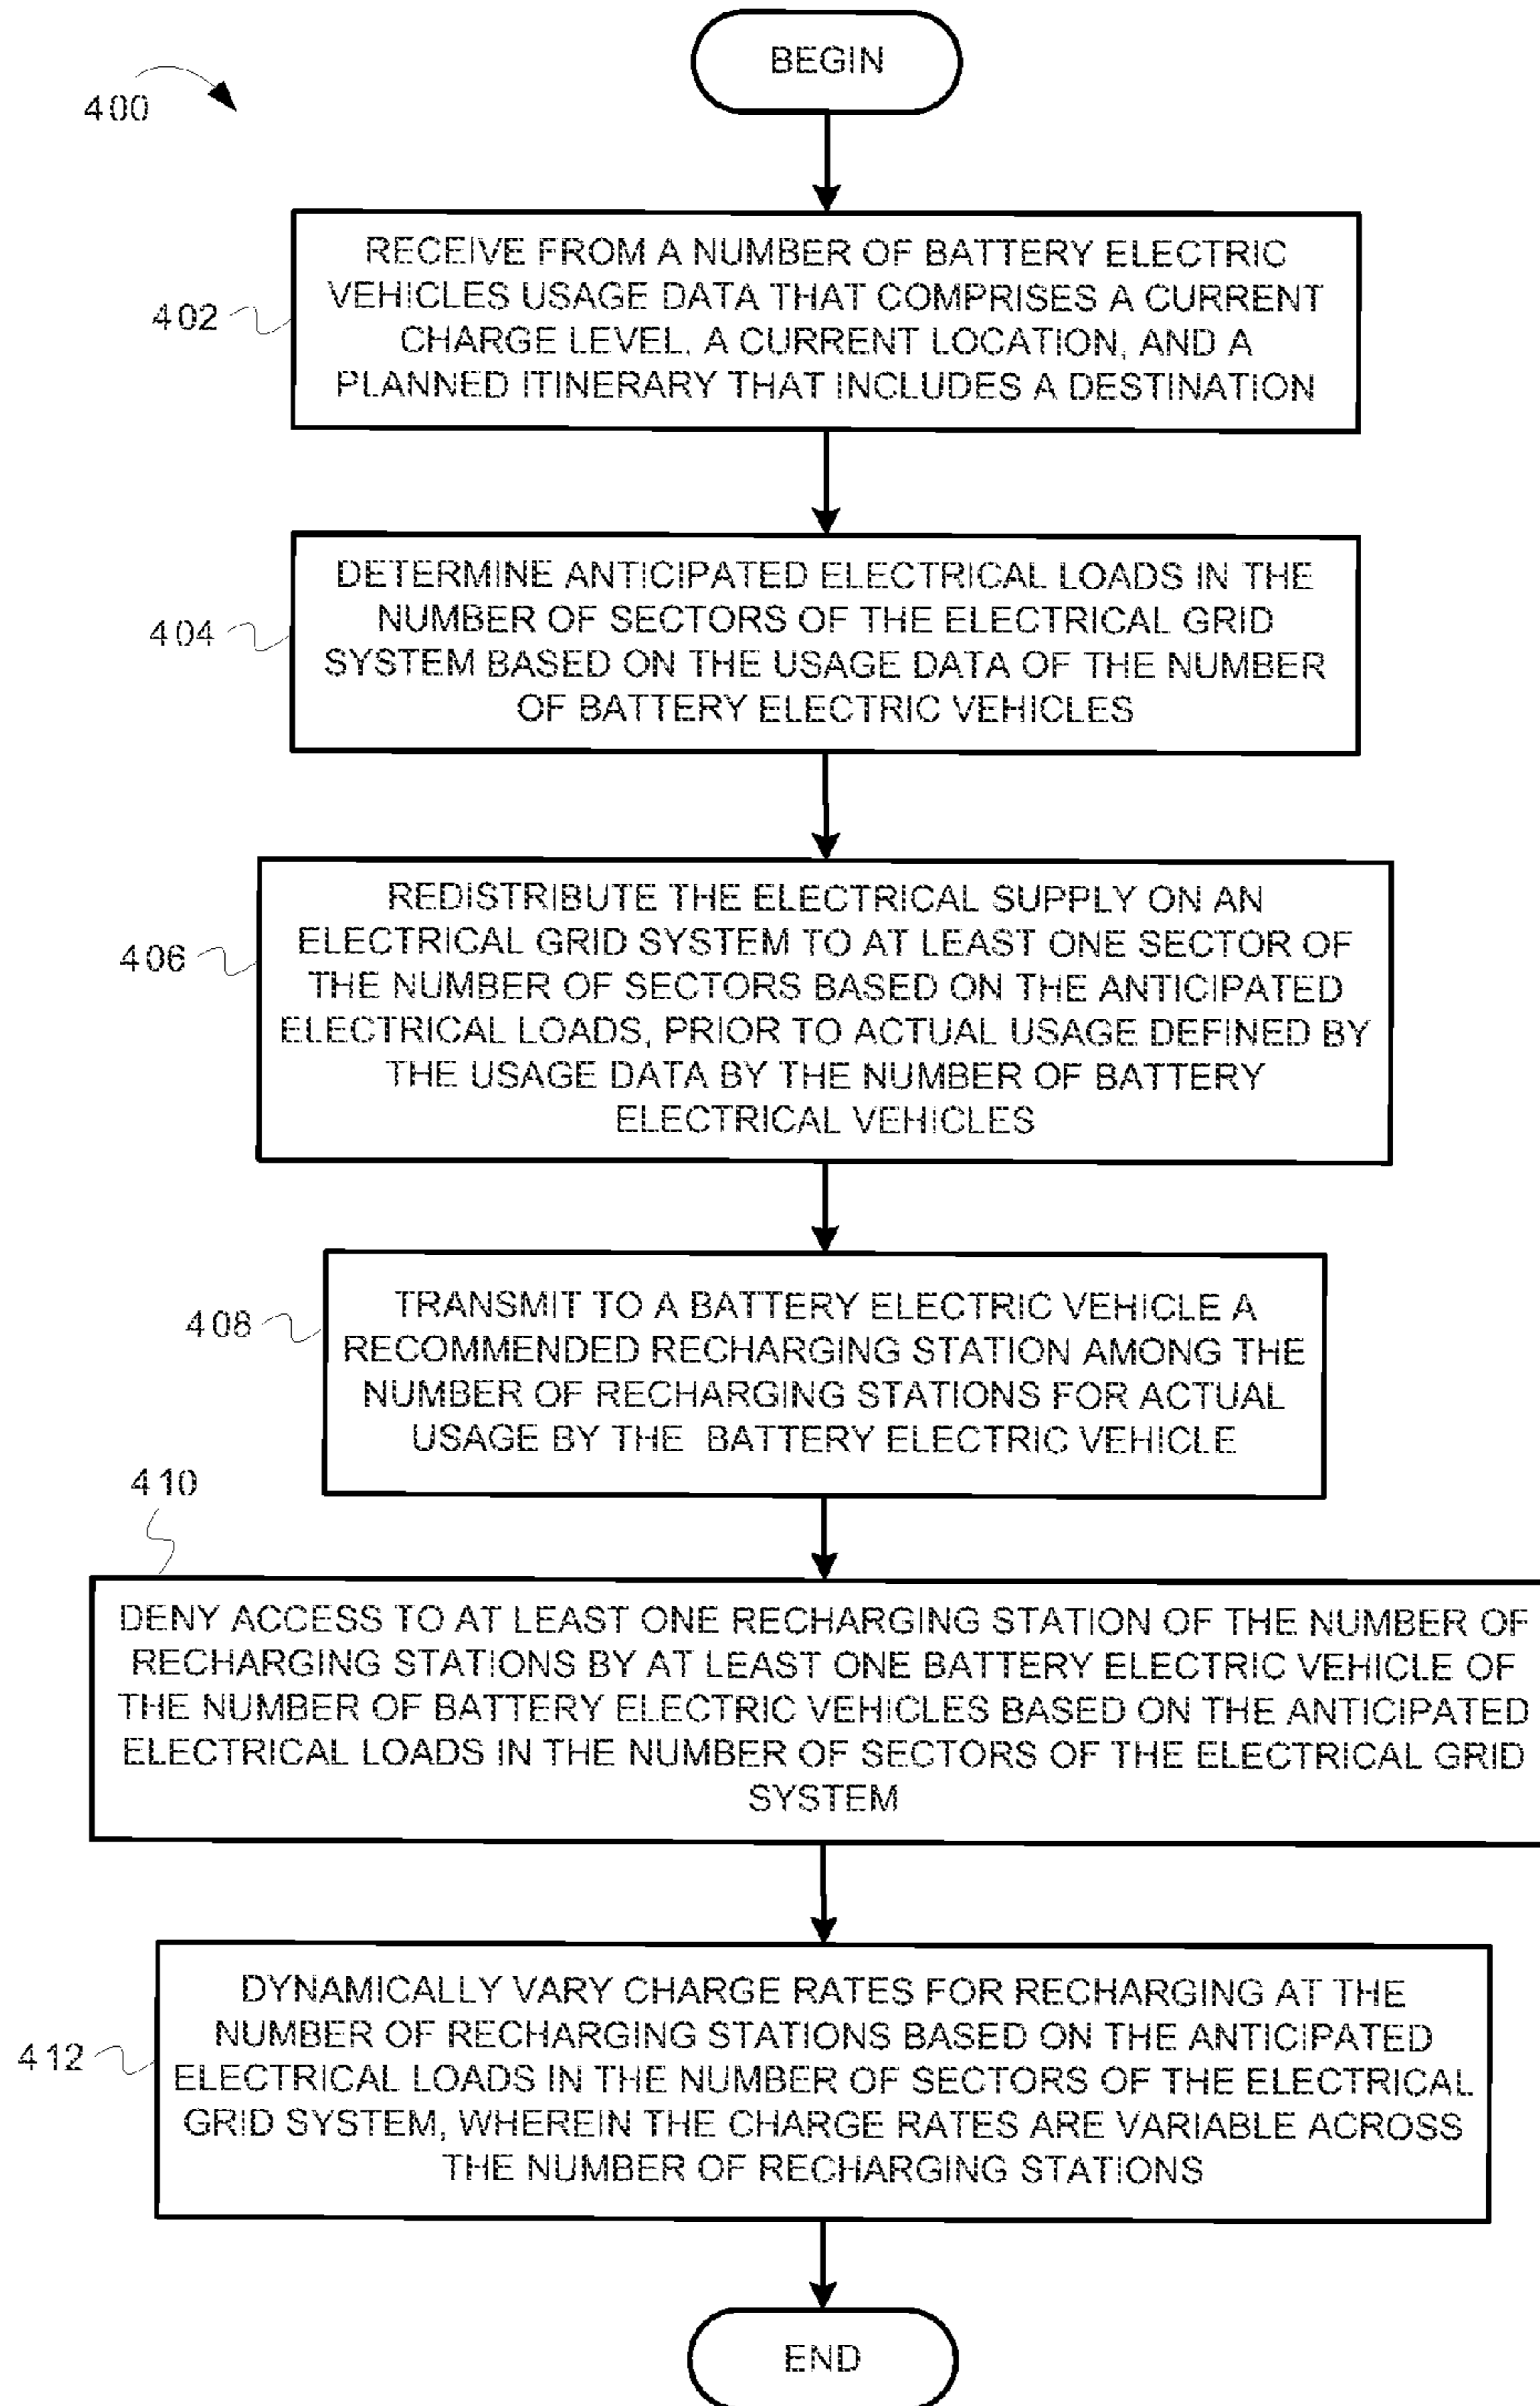 BEGIN
400
RECEIVE FROM A NUMBER OF BATTERY ELECTRIC
VEHICLES USAGE DATA THAT COMPRISES A CURRENT
CHARGE LEVEL, A CURRENT LOCATION, AND A
PLANNED ITINERARY THAT INCLUDES A DESTINATION
402
DETERMINE ANTICIPATED ELECTRICAL LOADS IN THE
NUMBER OF SECTORS OF THE ELECTRICAL GRID
SYSTEM BASED ON THE USAGE DATA OF THE NUMBER
OF BATTERY ELECTRIC VEHICLES
404
REDISTRIBUTE THE ELECTRICAL SUPPLY ON AN
ELECTRICAL GRID SYSTEM TO AT LEAST ONE SECTOR OF
THE NUMBER OF SECTORS BASED ON THE ANTICIPATED
ELECTRICAL LOADS, PRIOR TO ACTUAL USAGE DEFINED BY
THE USAGE DATA BY THE NUMBER OF BATTERY
ELECTRICAL VEHICLES
406
TRANSMIT TO A BATTERY ELECTRIC VEHICLE A
RECOMMENDED RECHARGING STATION AMONG THE
NUMBER OF RECHARGING STATIONS FOR ACTUAL
USAGE BY THE BATTERY ELECTRIC VEHICLE
408
410
DENY ACCESS TO AT LEAST ONE RECHARGING STATION OF THE NUMBER OF
RECHARGING STATIONS BY AT LEAST ONE BATTERY ELECTRIC VEHICLE OF
THE NUMBER OF BATTERY ELECTRIC VEHICLES BASED ON THE ANTICIPATED
ELECTRICAL LOADS IN THE NUMBER OF SECTORS OF THE ELECTRICAL GRID
SYSTEM
DYNAMICALLY VARY CHARGE RATES FOR RECHARGING AT THE
NUMBER OF RECHARGING STATIONS BASED ON THE ANTICIPATED
ELECTRICAL LOADS IN THE NUMBER OF SECTORS OF THE ELECTRICAL
GRID SYSTEM, WHEREIN THE CHARGE RATES ARE VARIABLE ACROSS
THE NUMBER OF RECHARGING STATIONS
412
END